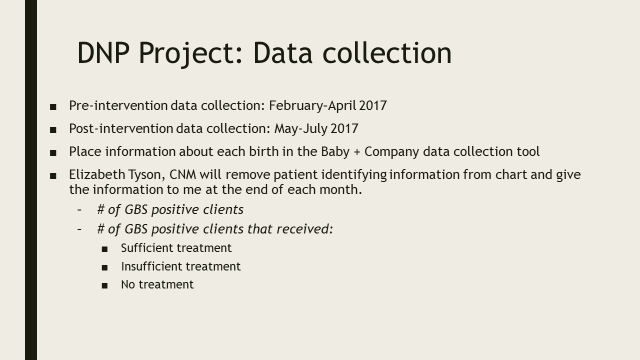 DNP Project: Data collection
▪ Pre-intervention data collection: February-April 2017
▪ Post-intervention data collection: May-July 2017
▪ Place information about each birth in the Baby + Company data collection tool
▪ Elizabeth Tyson, CNM will remove patient identifying information from chart and give
the information to me at the end of each month.
– # of GBS positive clients
– # of GBS positive clients that received:
▪ Sufficient treatment
▪ Insufficient treatment
▪ No treatment